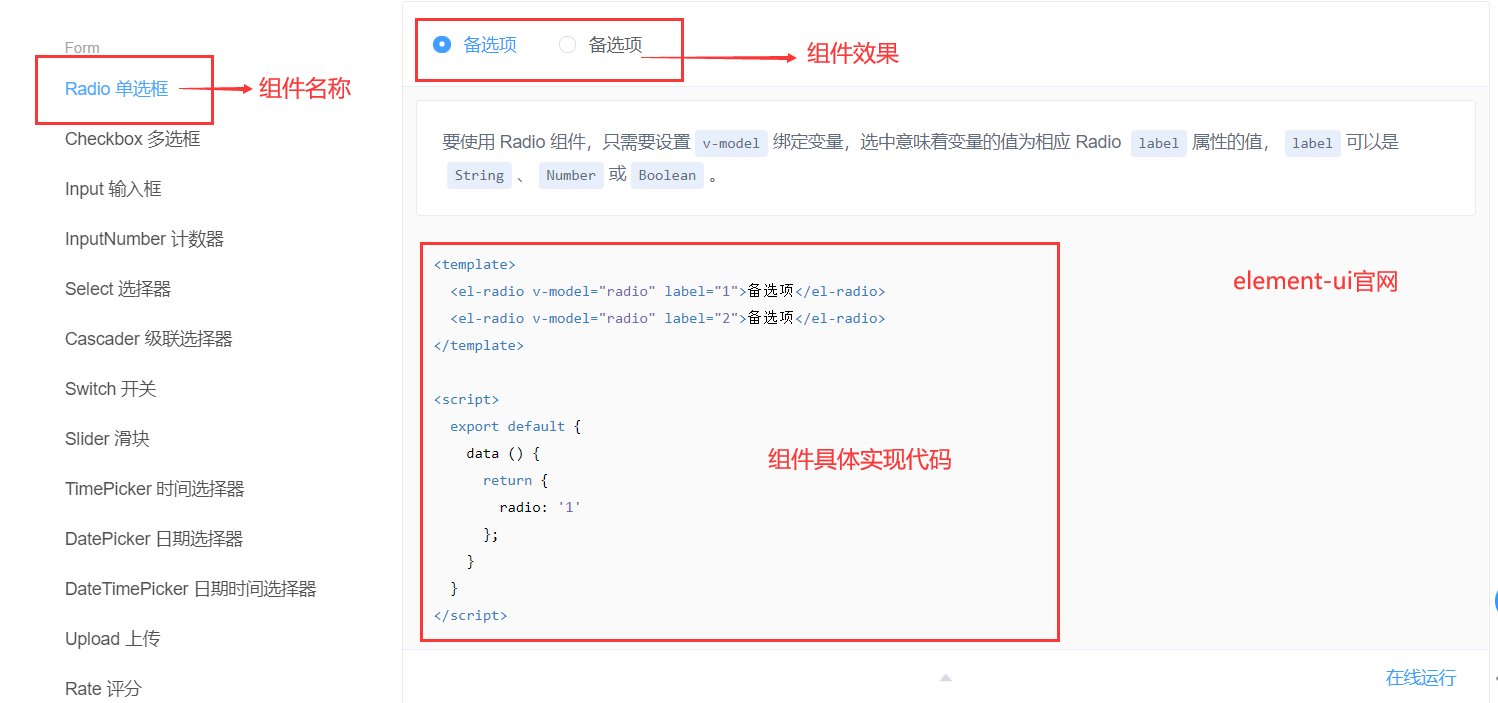 Form
Radio 单选框
组件名称
Checkbox 多选框
Input 输入框
InputNumber 计数器
Select 选择器
Cascader 级联选择器
Switch 开关
Slider 滑块
TimePicker 时间选择器
DatePicker 日期选择器
DateTimePicker 日期时间选择器
Upload 上传
Rate 评分
备选项 备选项
组件效果
要使用 Radio 组件，只需要设置 v-model 绑定变量，选中意味着变量的值为相应 Radio label 属性的值， label 可以是
String 、 Number 或 Boolean 。
element-ui官网
<template>
  <el-radio v-model="radio" label="1">备选项</el-radio>
  <el-radio v-model="radio" label="2">备选项</el-radio>
</template>
<script>
  export default {
    data () {
      return {
        radio: '1'
      };
    }
  }
</script>
组件具体实现代码
在线运行